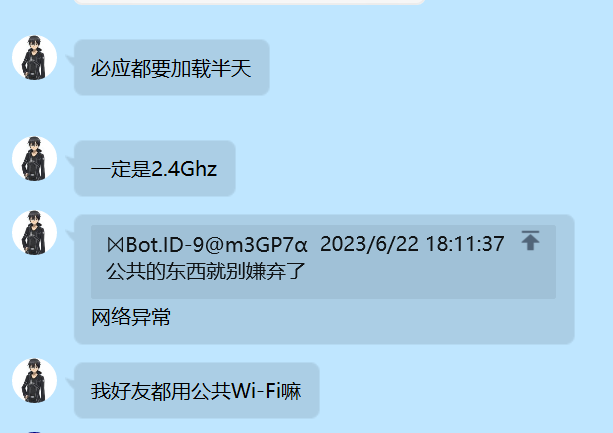 必应都要加载半天
一定是2.4Ghz
⋈Bot.ID-9@m3GP7α 2023/6/22 18:11:37
公共的东西就别嫌弃了
网络异常
我好友都用公共Wi-Fi嘛